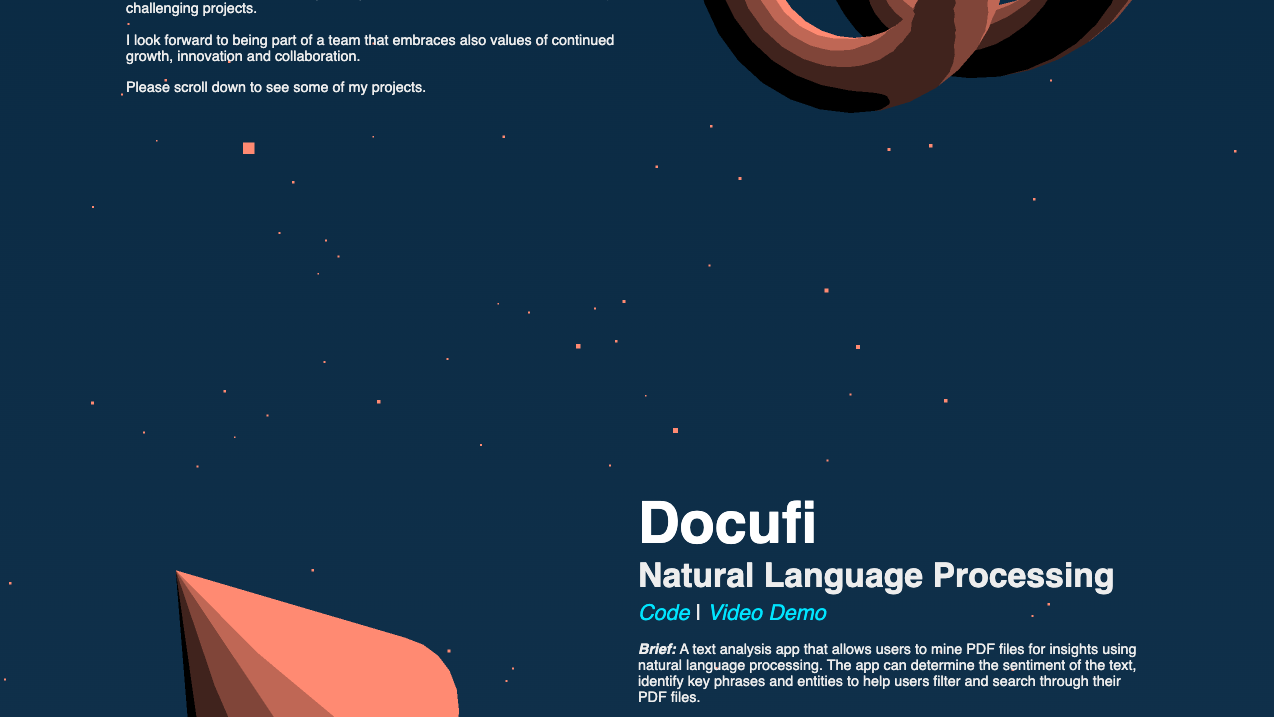 challenging projects.
I look forward to being part of a team that embraces also values of continued
growth, innovation and collaboration.
Please scroll down to see some of my projects.
Docufi
Natural Language Processing
Code | Video Demo
Brief: A text analysis app that allows users to mine PDF files for insights using
natural language processing. The app can determine the sentiment of the text,
identify key phrases and entities to help users filter and search through their
PDF files.